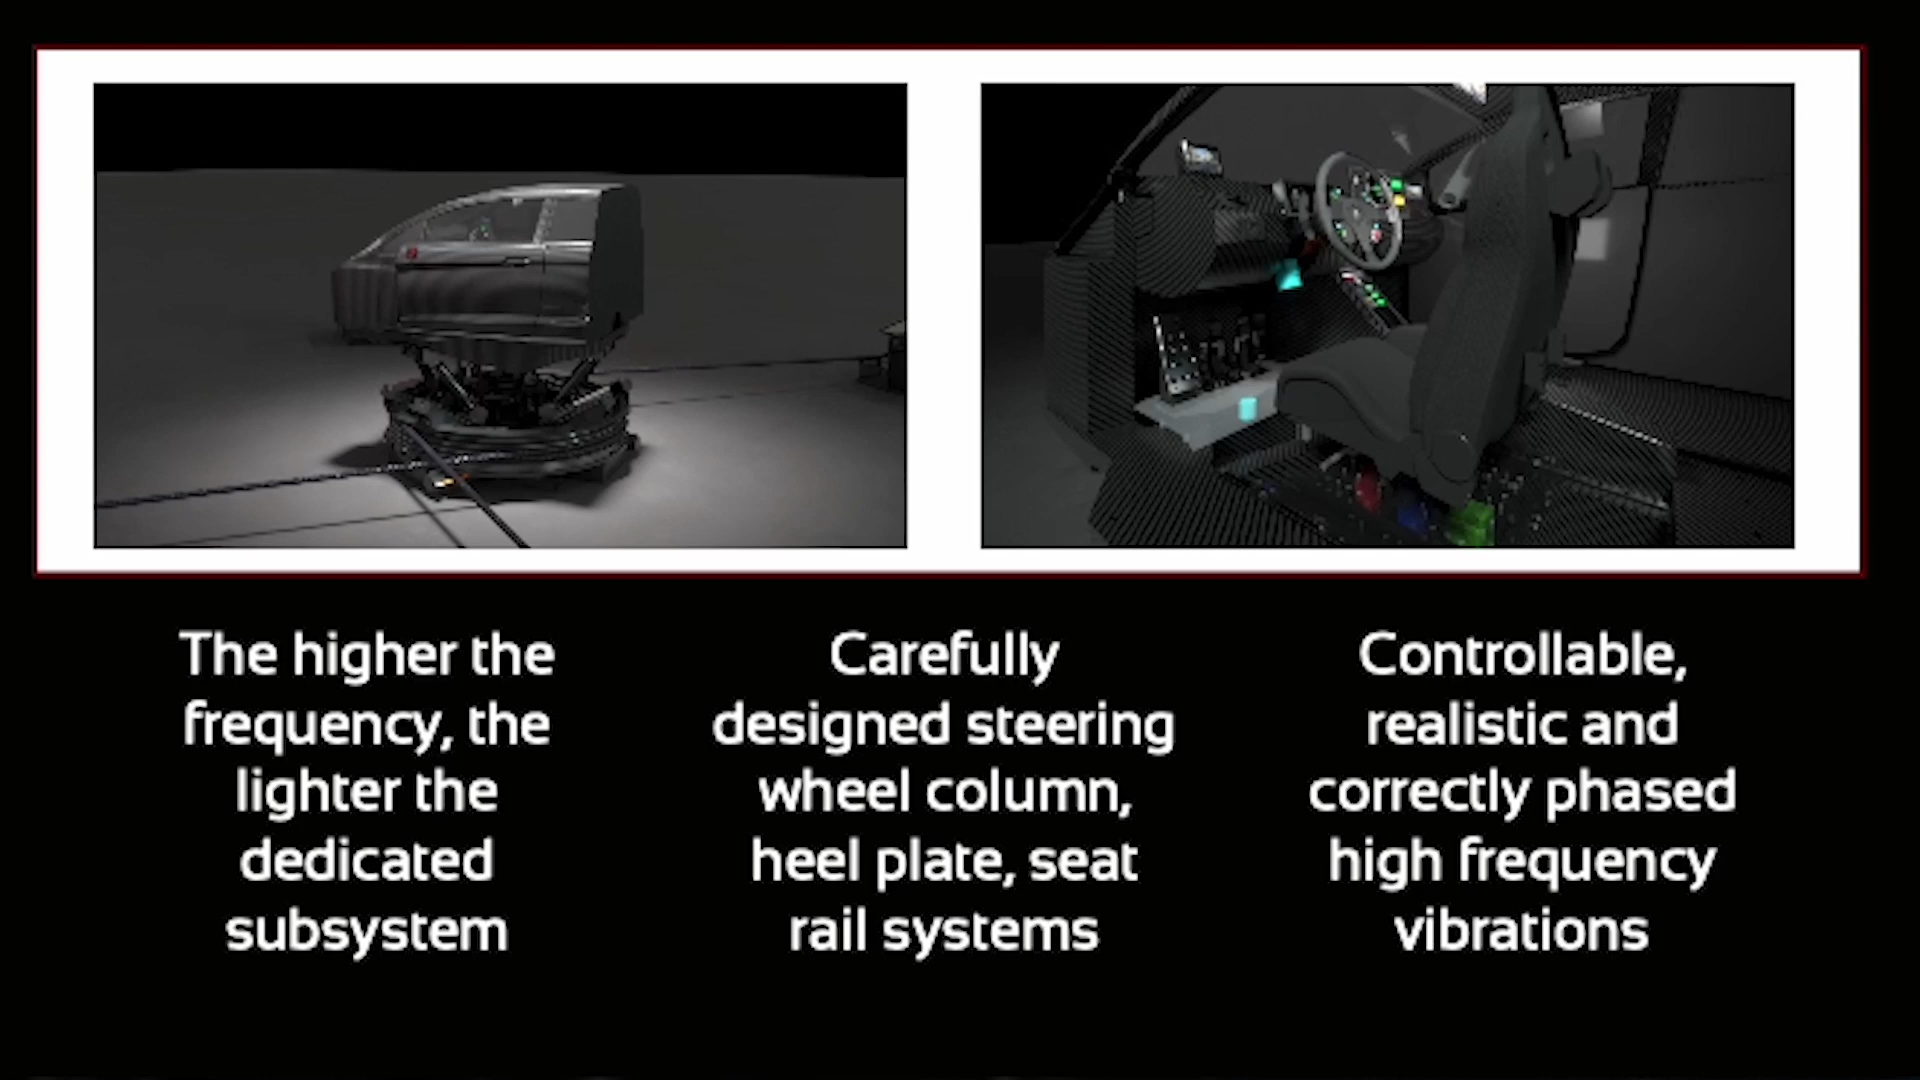 The higher the
frequency, the
lighter the
dedicated
subsystem
Carefully
designed steering
wheel column,
heel plate, seat
rail systems
Controllable,
realistic and
correctly phased
high frequency
vibrations